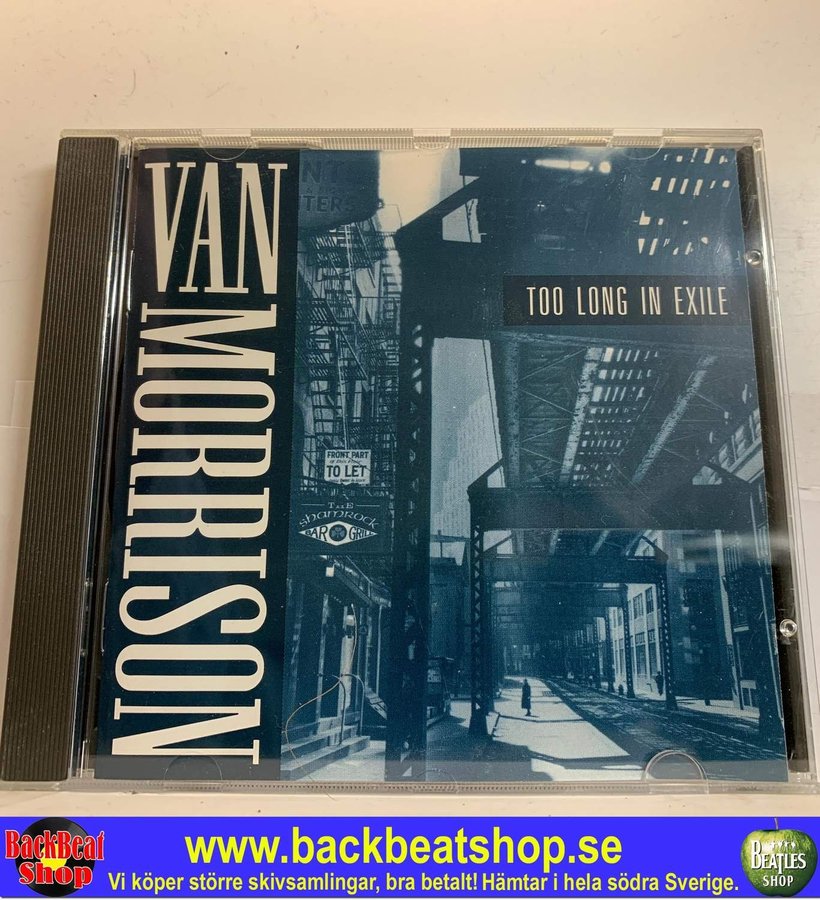 VAN MORRISON
TOO LONG IN EXILE
FRONT PART
TO LET
THE
Shamrock
BAR GRILL
BackBeat
Shop
www.backbeatshop.se
Vi köper större skivsamlingar, bra betalt! Hämtar i hela södra Sverige.
BEATLES
SHOP